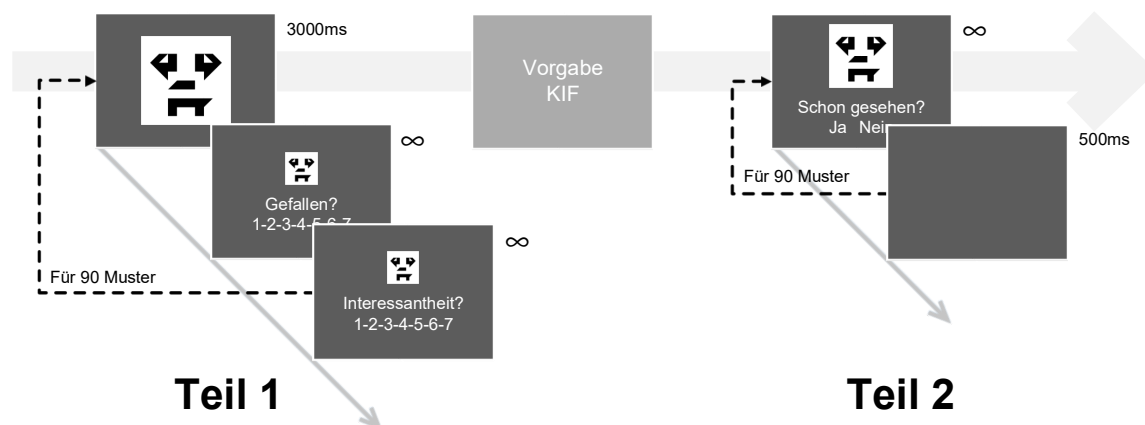 3000ms
∞
Gefallen?
1-2-3-4-5-6-7
∞
Interessantheit?
1-2-3-4-5-6-7
Für 90 Muster
Teil 1
Vorgabe
KIF
∞
Schon gesehen?
Ja Nein
500ms
Für 90 Muster
Teil 2